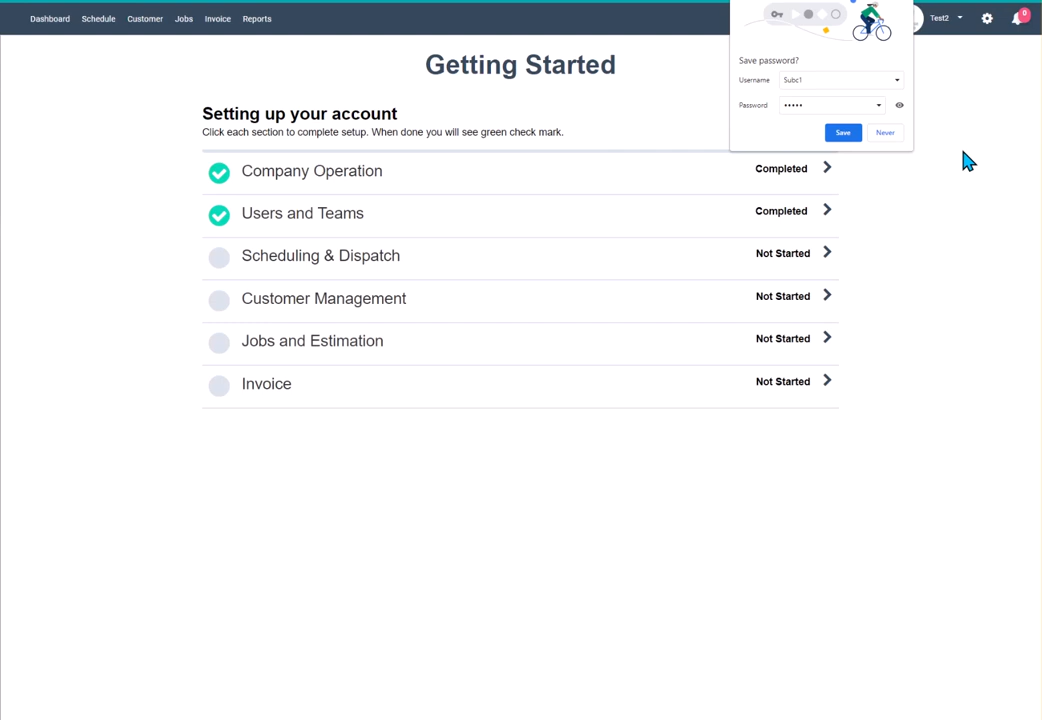 Dashboard Schedule Customer Jobs Invoice Reports
Test2
0
Getting Started
Save password?
Username Subc1
Password •••••
Save Never
Setting up your account
Click each section to complete setup. When done you will see green check mark.
Company Operation Completed
Users and Teams Completed
Scheduling & Dispatch Not Started
Customer Management Not Started
Jobs and Estimation Not Started
Invoice Not Started